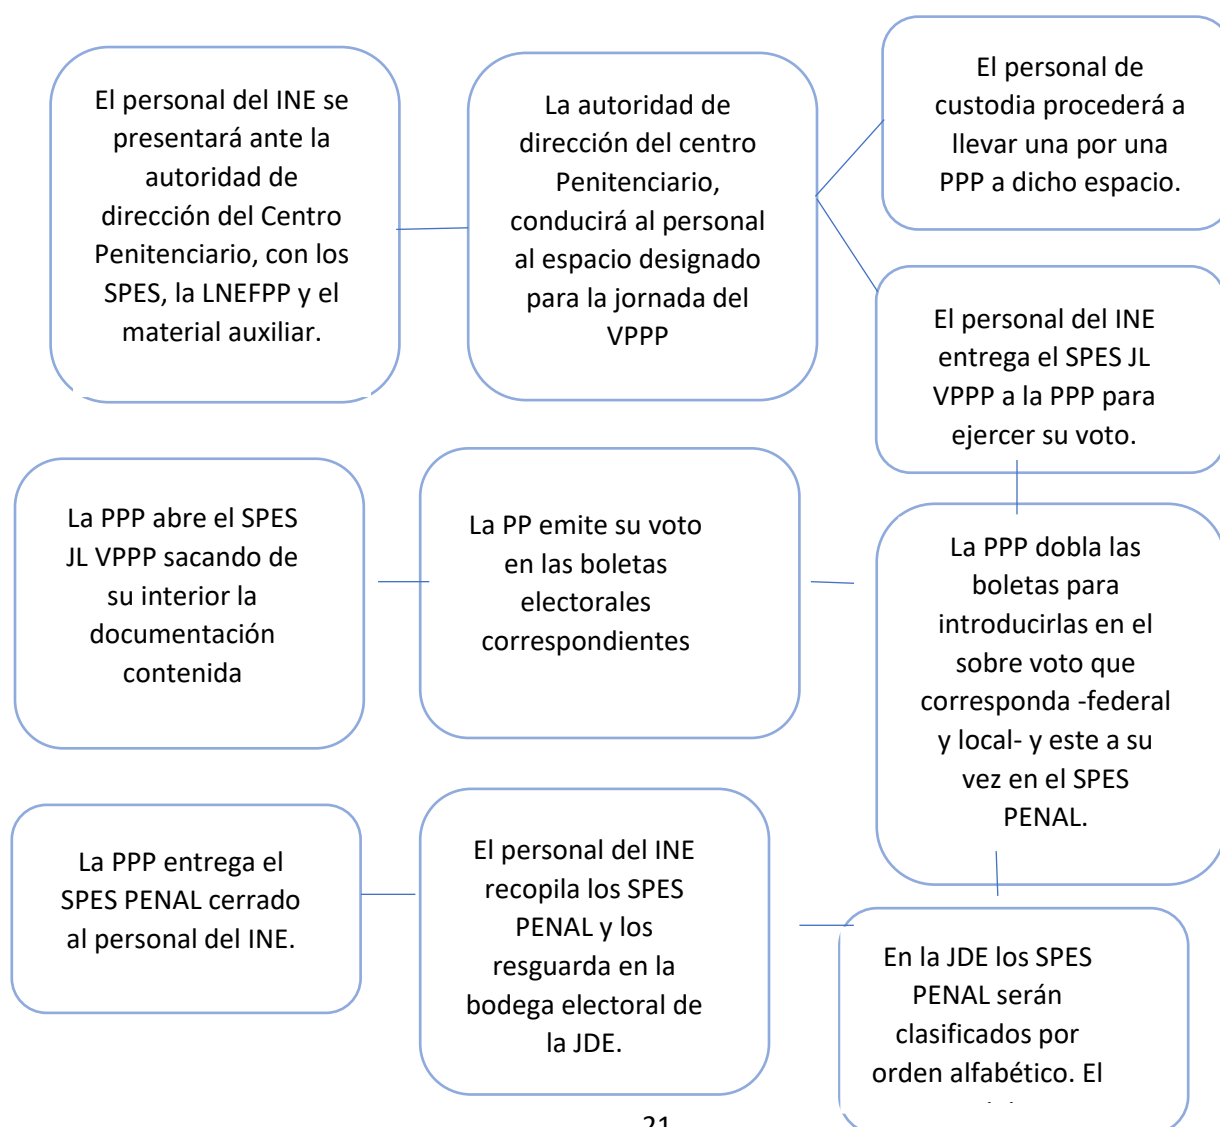 El personal del INE se
presentará ante la
autoridad de
dirección del Centro
Penitenciario, con los
SPES, la LNEFPP y el
material auxiliar.
La autoridad de
dirección del centro
Penitenciario,
conducirá al personal
al espacio designado
para la jornada del
VPPP
El personal de
custodia procederá a
llevar una por una
PPP a dicho espacio.
El personal del INE
entrega el SPES JL
VPPP a la PPP para
ejercer su voto.
La PPP abre el SPES
JL VPPP sacando de
su interior la
documentación
contenida
La PP emite su voto
en las boletas
electorales
correspondientes
La PPP dobla las
boletas para
introducirlas en el
sobre voto que
corresponda -federal
y local- y este a su
vez en el SPES
PENAL.
La PPP entrega el
SPES PENAL cerrado
al personal del INE.
El personal del INE
recopila los SPES
PENAL y los
resguarda en la
bodega electoral de
la JDE.
En la JDE los SPES
PENAL serán
clasificados por
orden alfabético. El
21